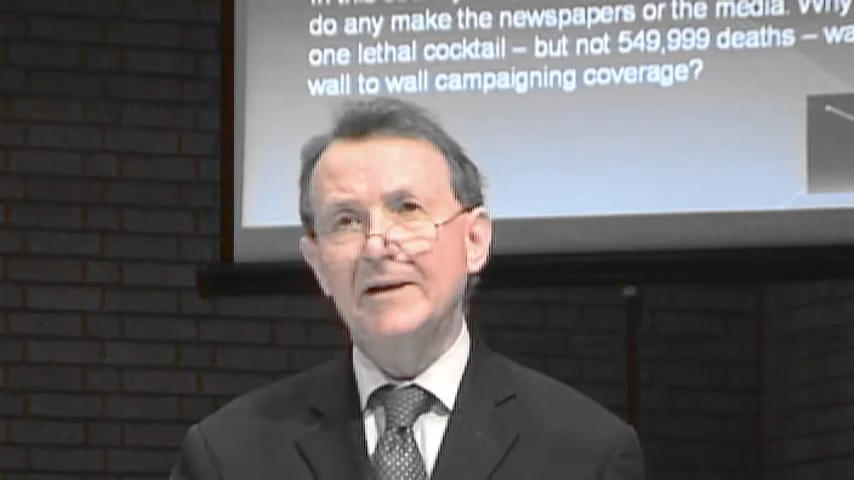 do any make the newspapers or the media. Why
one lethal cocktail – but not 549,999 deaths – wa
wall to wall campaigning coverage?